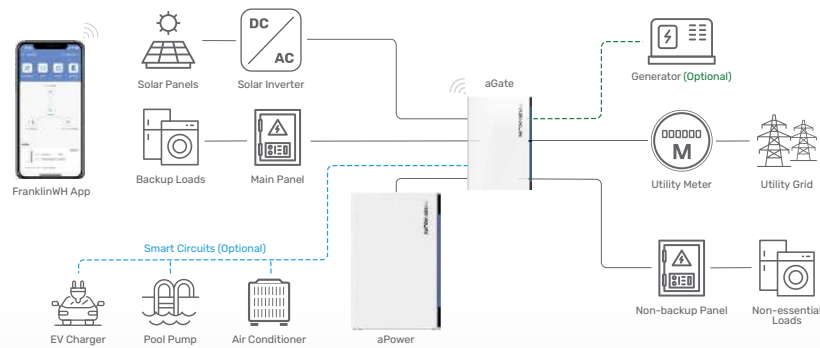 DC
AC
Solar Panels
Solar Inverter
aGate
Generator (Optional)
Backup Loads
Main Panel
M
Utility Meter
Utility Grid
FranklinWH App
Smart Circuits (Optional)
Non-backup Panel
Non-essential
Loads
EV Charger
Pool Pump
Air Conditioner
aPower